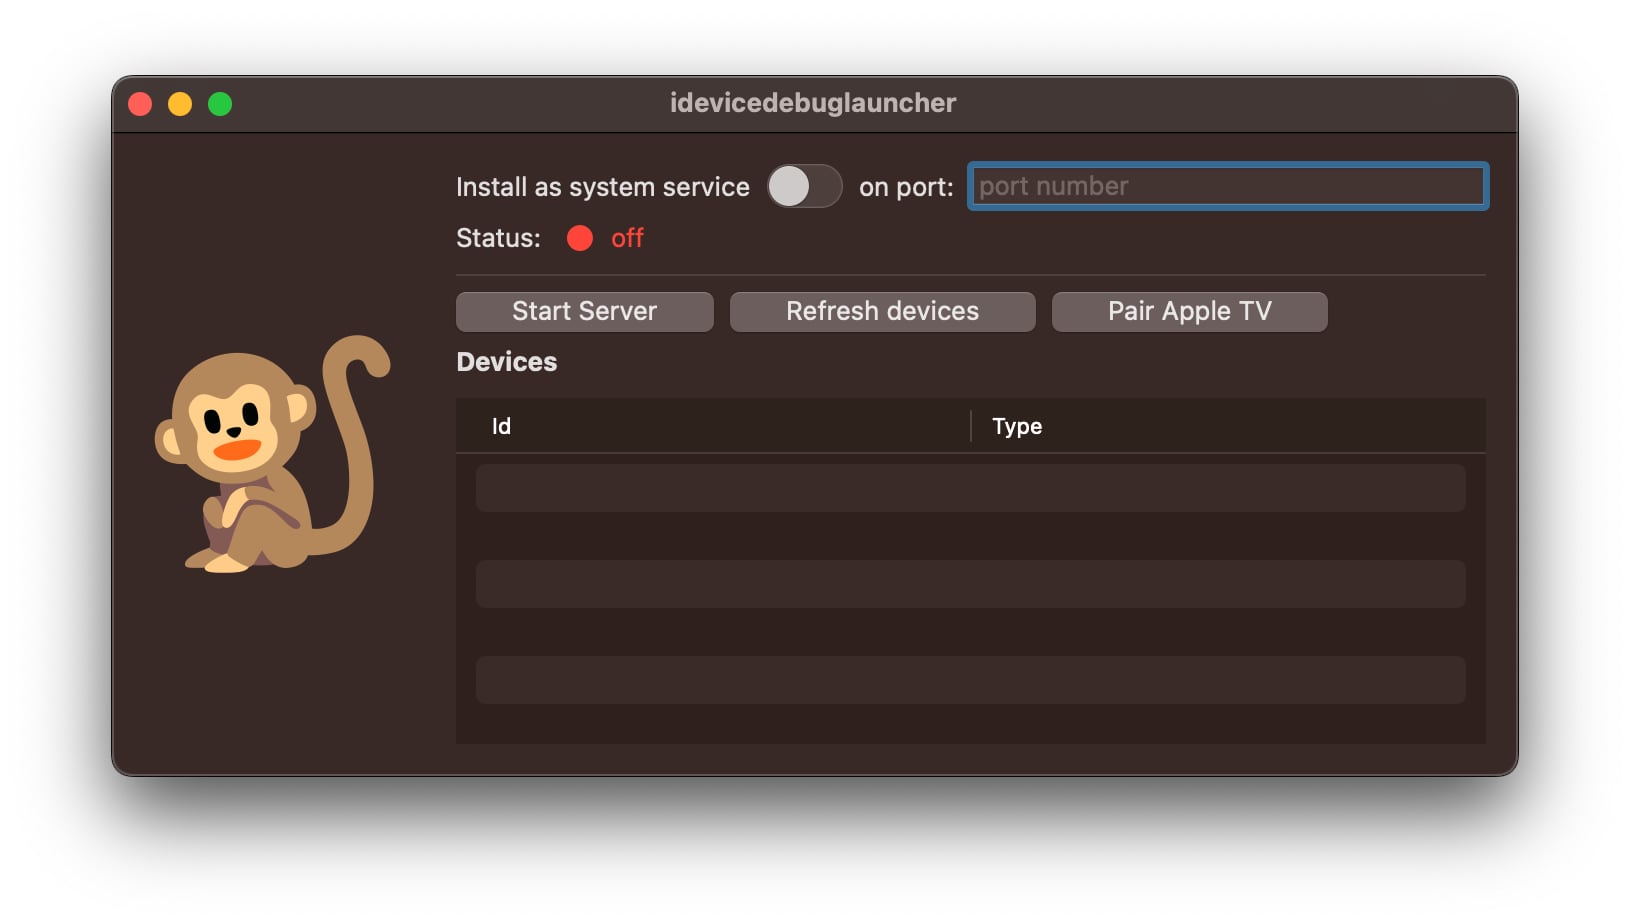 idevicedebuglauncher
Install as system service on port: port number
Status: off
Start Server Refresh devices Pair Apple TV
Devices
Id Type